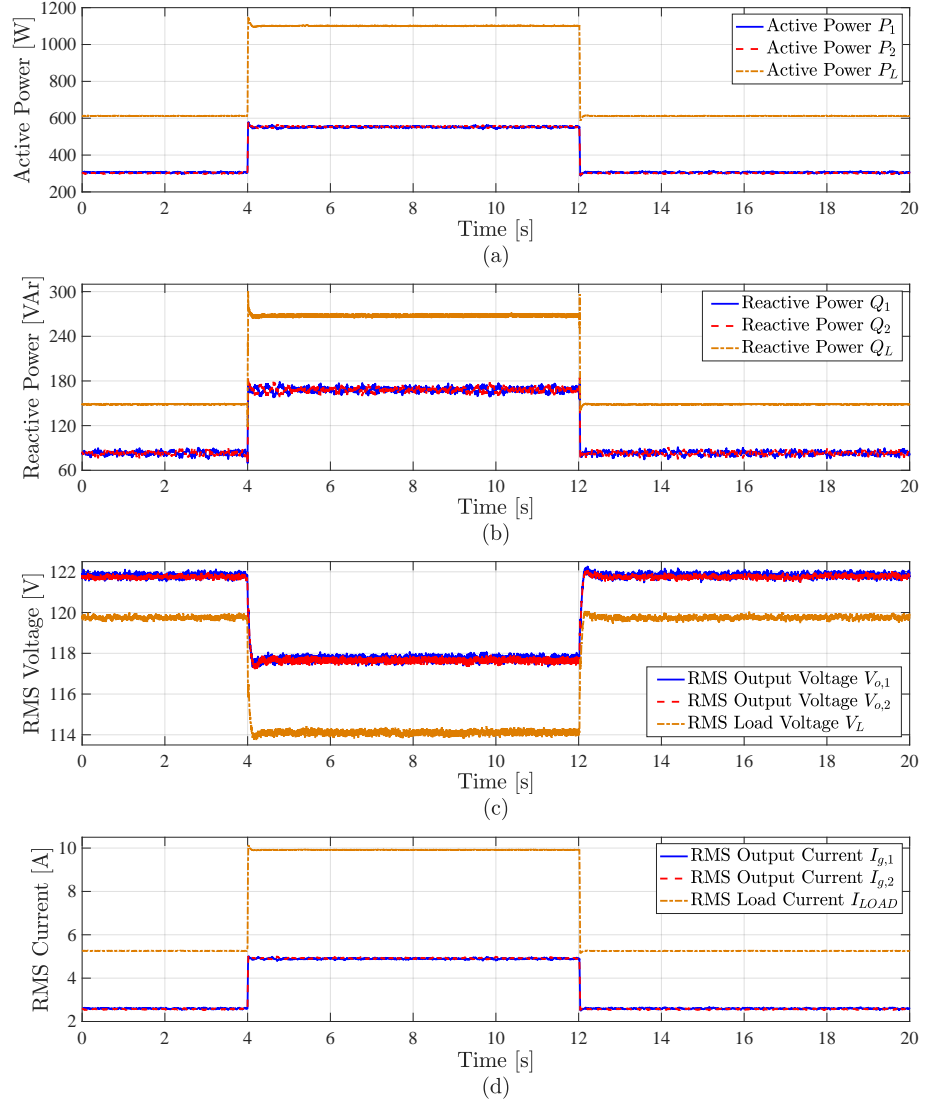 Active Power [W]
1200
1000
800
600
400
200
Active Power P1
Active Power P2
Active Power PL
0 2 4 6 8 10 12 14 16 18 20
Time [s]
(a)
Reactive Power [VAr]
300
240
180
120
60
Reactive Power Q1
Reactive Power Q2
Reactive Power QL
0 2 4 6 8 10 12 14 16 18 20
Time [s]
(b)
RMS Voltage [V]
122
120
118
116
114
RMS Output Voltage Vo,1
RMS Output Voltage Vo,2
RMS Load Voltage VL
0 2 4 6 8 10 12 14 16 18 20
Time [s]
(c)
RMS Current [A]
10
8
6
4
2
RMS Output Current Ig,1
RMS Output Current Ig,2
RMS Load Current ILOAD
0 2 4 6 8 10 12 14 16 18 20
Time [s]
(d)